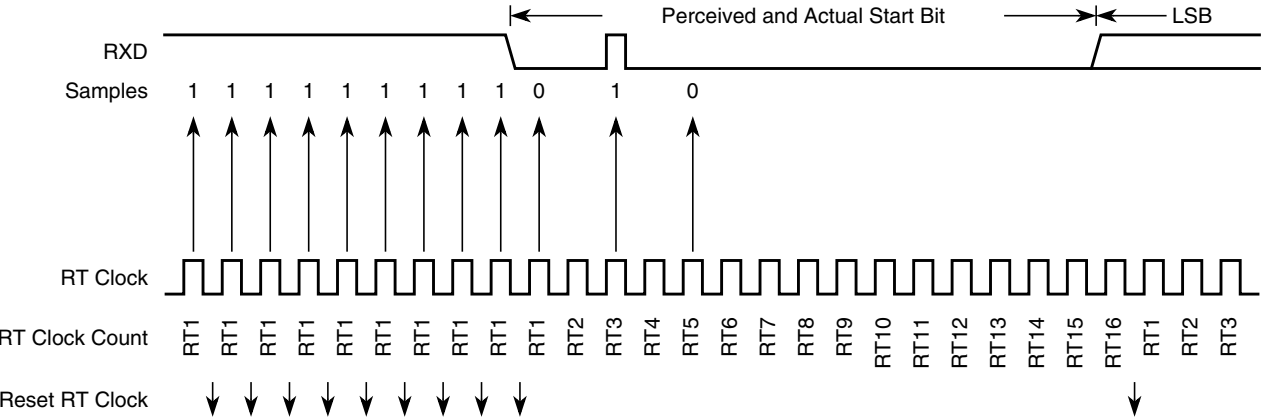 Perceived and Actual Start Bit LSB
RXD
Samples 1 1 1 1 1 1 1 1 1 0 1 0
RT Clock
RT Clock Count RT1 RT1 RT1 RT1 RT1 RT1 RT1 RT1 RT1 RT1 RT2 RT3 RT4 RT5 RT6 RT7 RT8 RT9 RT10 RT11 RT12 RT13 RT14 RT15 RT16 RT1 RT2 RT3
Reset RT Clock